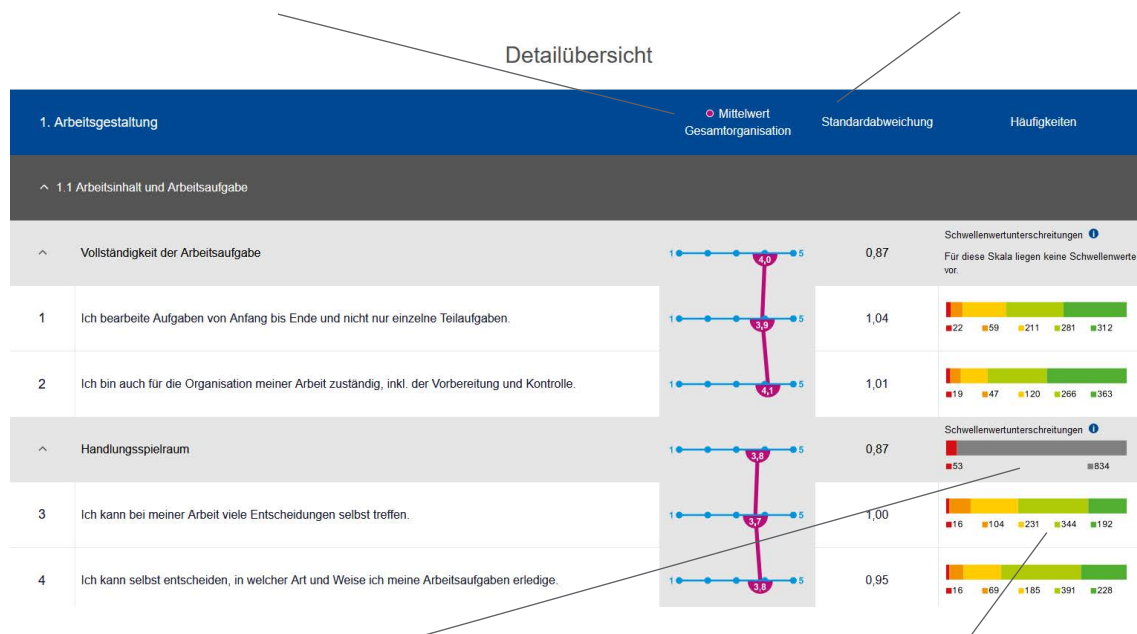 Detailübersicht
1. Arbeitsgestaltung
Mittelwert
Gesamtorganisation
Standardabweichung
Häufigkeiten
1.1 Arbeitsinhalt und Arbeitsaufgabe
Vollständigkeit der Arbeitsaufgabe
1 4,0 5
0,87
Schwellenwertunterschreitungen i
Für diese Skala liegen keine Schwellenwerte
vor.
1 Ich bearbeite Aufgaben von Anfang bis Ende und nicht nur einzelne Teilaufgaben.
1 3,9 5
1,04
22 59 211 281 312
2 Ich bin auch für die Organisation meiner Arbeit zuständig, inkl. der Vorbereitung und Kontrolle.
1 4,1 5
1,01
19 47 120 266 363
Handlungsspielraum
1 3,8 5
0,87
Schwellenwertunterschreitungen i
53 834
3 Ich kann bei meiner Arbeit viele Entscheidungen selbst treffen.
1 3,7 5
1,00
16 104 231 344 192
4 Ich kann selbst entscheiden, in welcher Art und Weise ich meine Arbeitsaufgaben erledige.
1 3,8 5
0,95
16 69 185 391 228